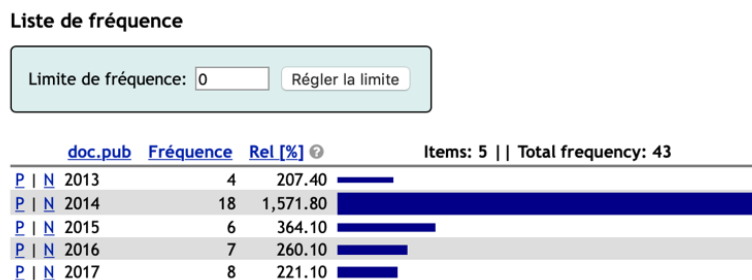 Liste de fréquence
Limite de fréquence: 0 Régler la limite
doc.pub Fréquence Rel [%] ? Items: 5 || Total frequency: 43
P | N 2013 4 207.40
P | N 2014 18 1,571.80
P | N 2015 6 364.10
P | N 2016 7 260.10
P | N 2017 8 221.10